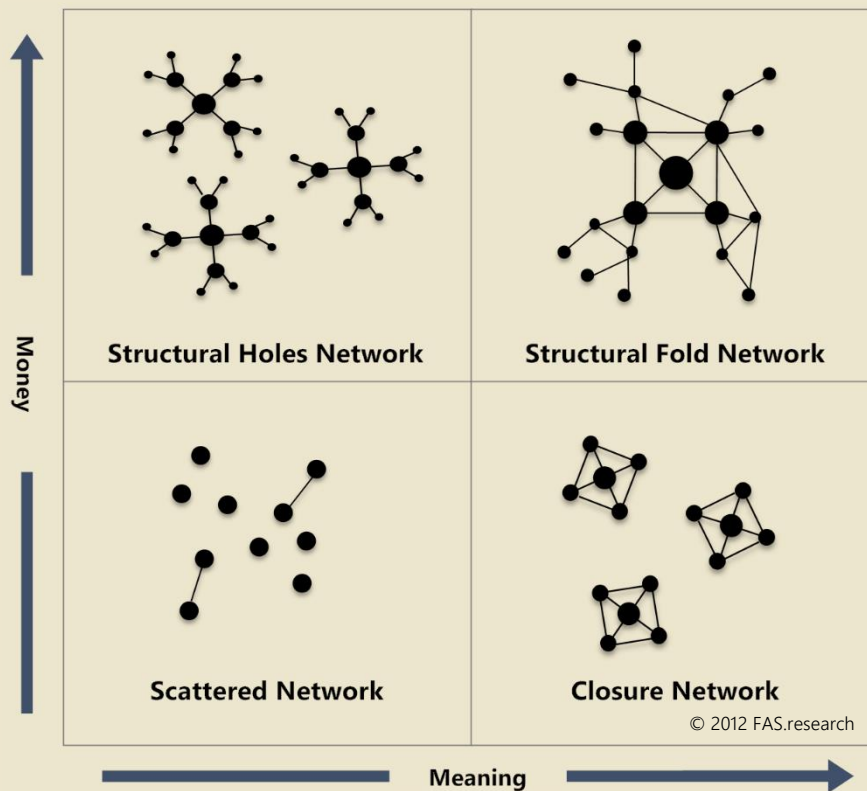 Structural Holes Network
Structural Fold Network
Money
Scattered Network
Closure Network
© 2012 FAS.research
Meaning